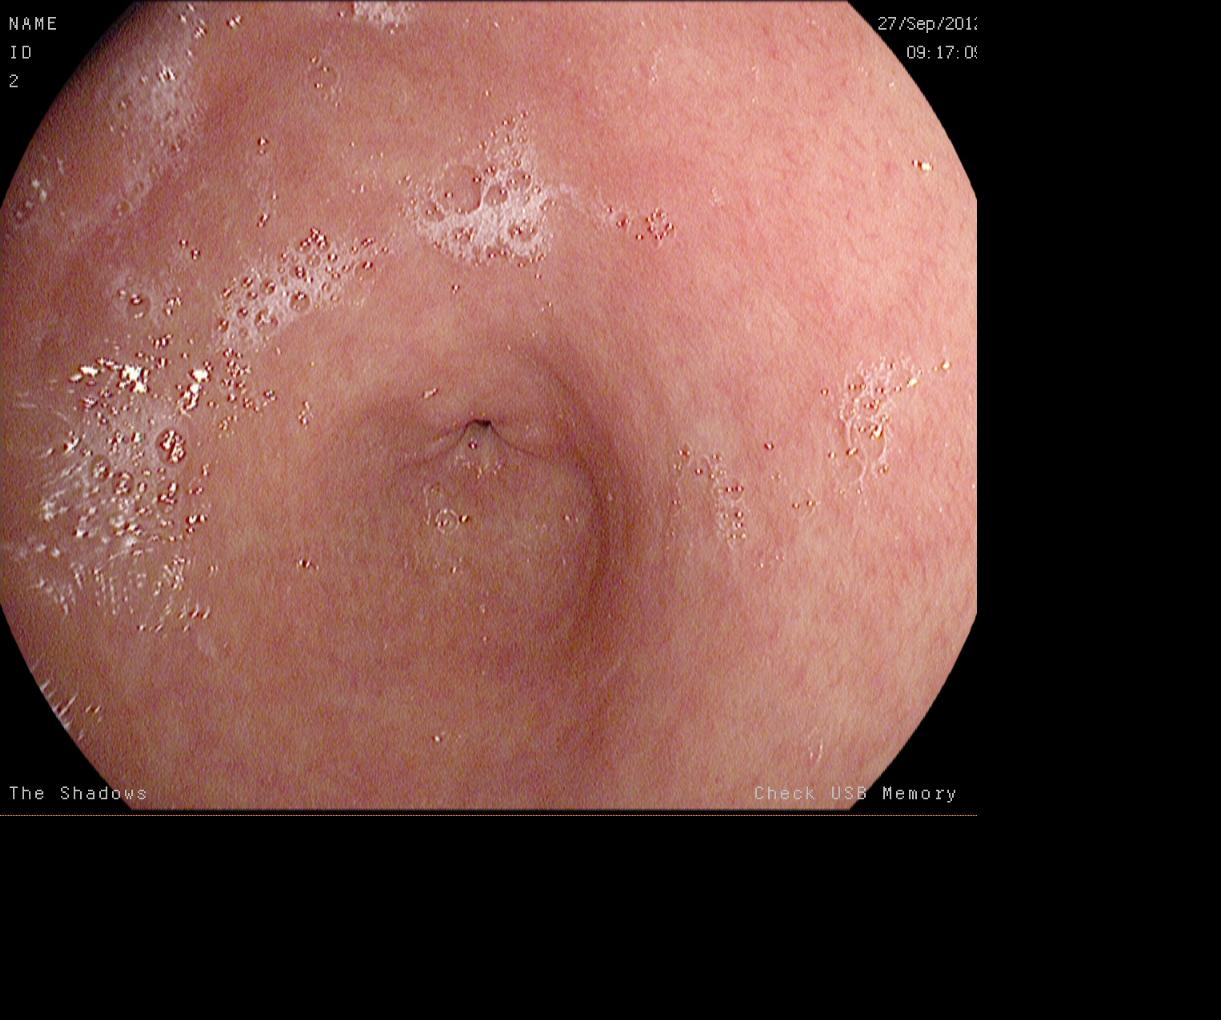 NAME
ID
2
27/Sep/201
09:17:0
The Shadows
Check USB Memory